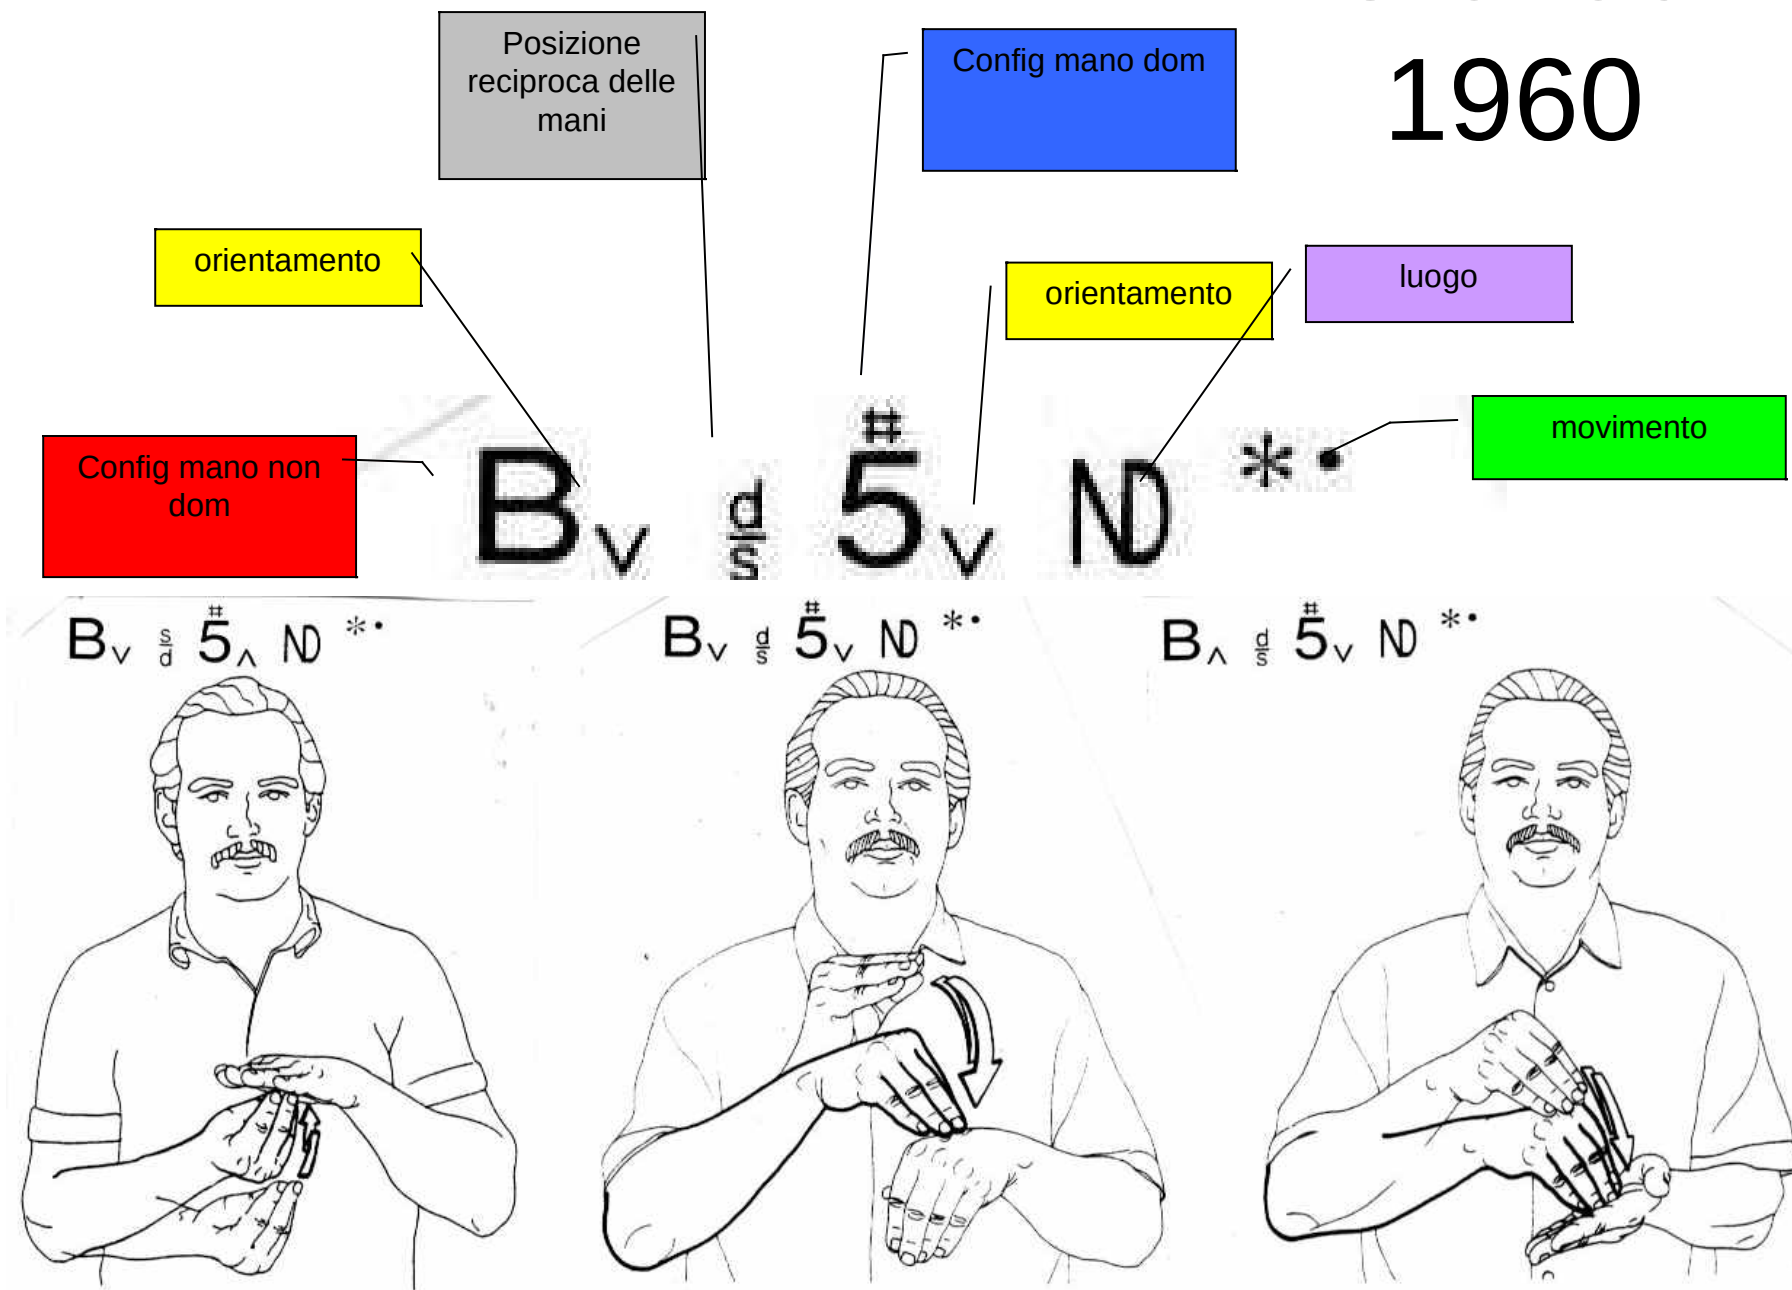 Posizione
reciproca delle
mani
Config mano dom
1960
orientamento
orientamento
luogo
Config mano non
dom
movimento
B v d/s #5 v ND *·
B v s/d #5 ʌ ND *·
B v d/s #5 v ND *·
B ʌ d/s #5 v ND *·